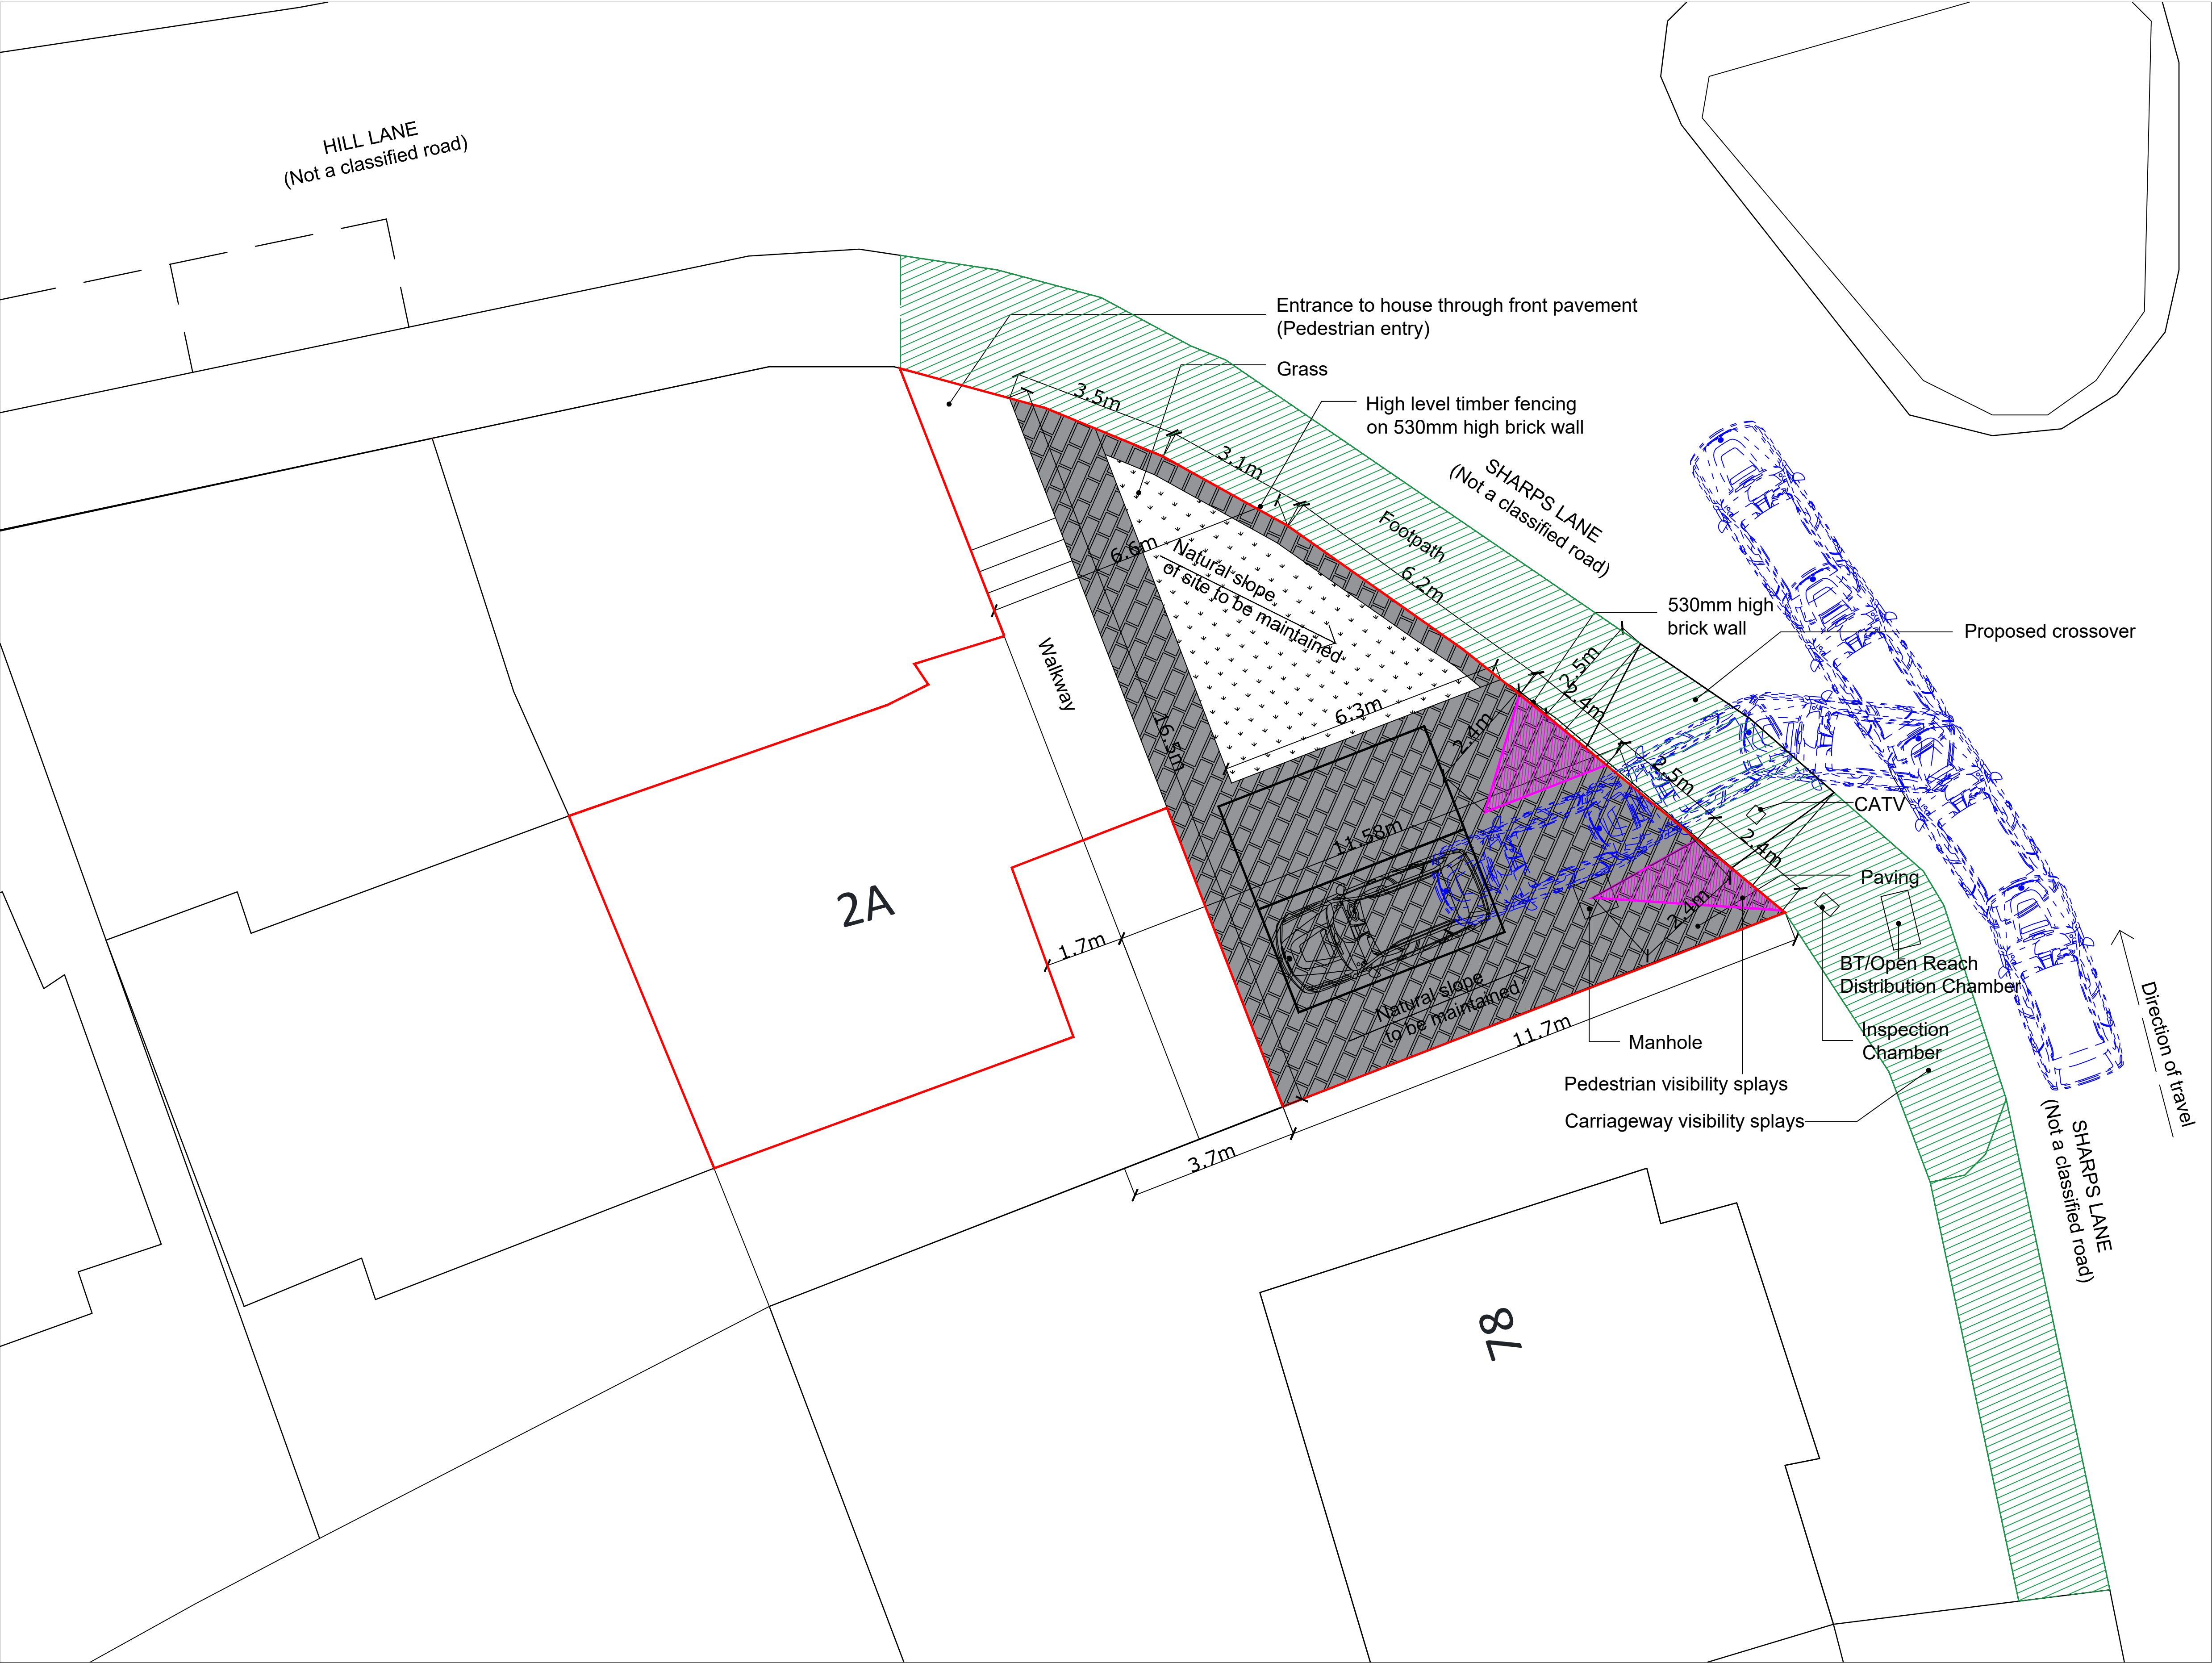 HILL LANE
(Not a classified road)
Entrance to house through front pavement
(Pedestrian entry)
Grass
High level timber fencing
on 530mm high brick wall
3.5m
3.1m
SHARPS LANE
(Not a classified road)
Footpath
6.6m
Natural slope
of site to be maintained
6.2m
530mm high
brick wall
Proposed crossover
Walkway
2.5m
2.4m
6.3m
2.4m
16.5m
2.5m
CATV
11.58m
2.4m
Paving
2A
2.4m
1.7m
BT/Open Reach
Distribution Chamber
Natural slope
to be maintained
11.7m
Manhole
Inspection
Chamber
Direction of travel
Pedestrian visibility splays
Carriageway visibility splays
3.7m
SHARPS LANE
(Not a classified road)
78